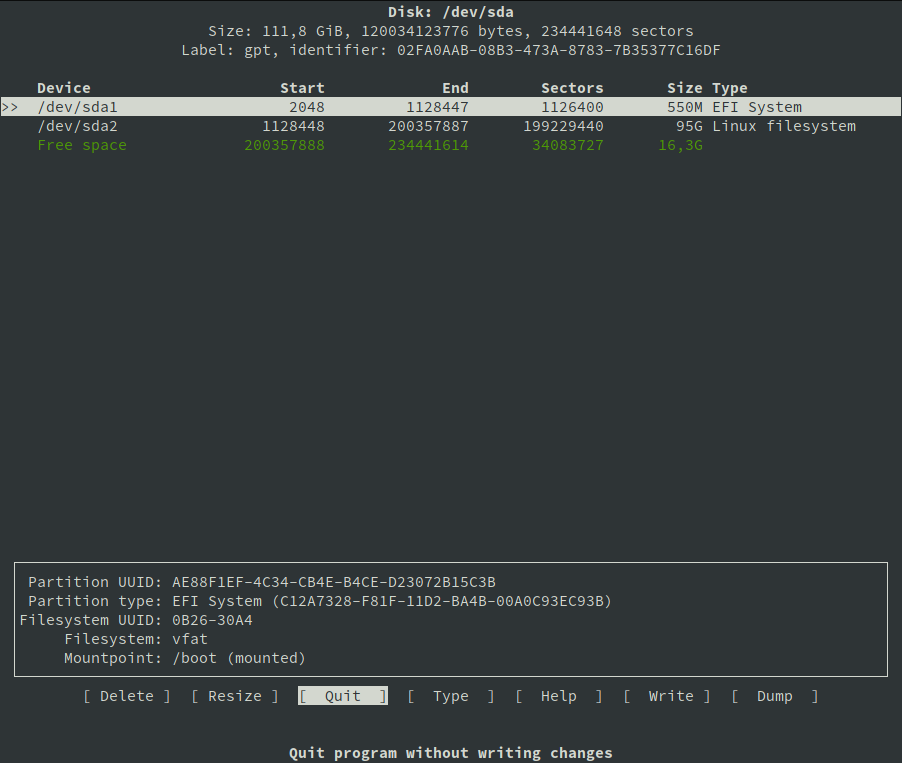 Disk: /dev/sda
Size: 111,8 GiB, 120034123776 bytes, 234441648 sectors
Label: gpt, identifier: 02FA0AAB-08B3-473A-8783-7B35377C16DF
Device Start End Sectors Size Type
>> /dev/sda1 2048 1128447 1126400 550M EFI System
/dev/sda2 1128448 200357887 199229440 95G Linux filesystem
Free space 200357888 234441614 34083727 16,3G
Partition UUID: AE88F1EF-4C34-CB4E-B4CE-D23072B15C3B
Partition type: EFI System (C12A7328-F81F-11D2-BA4B-00A0C93EC93B)
Filesystem UUID: 0B26-30A4
Filesystem: vfat
Mountpoint: /boot (mounted)
[ Delete ] [ Resize ] [ Quit ] [ Type ] [ Help ] [ Write ] [ Dump ]
Quit program without writing changes